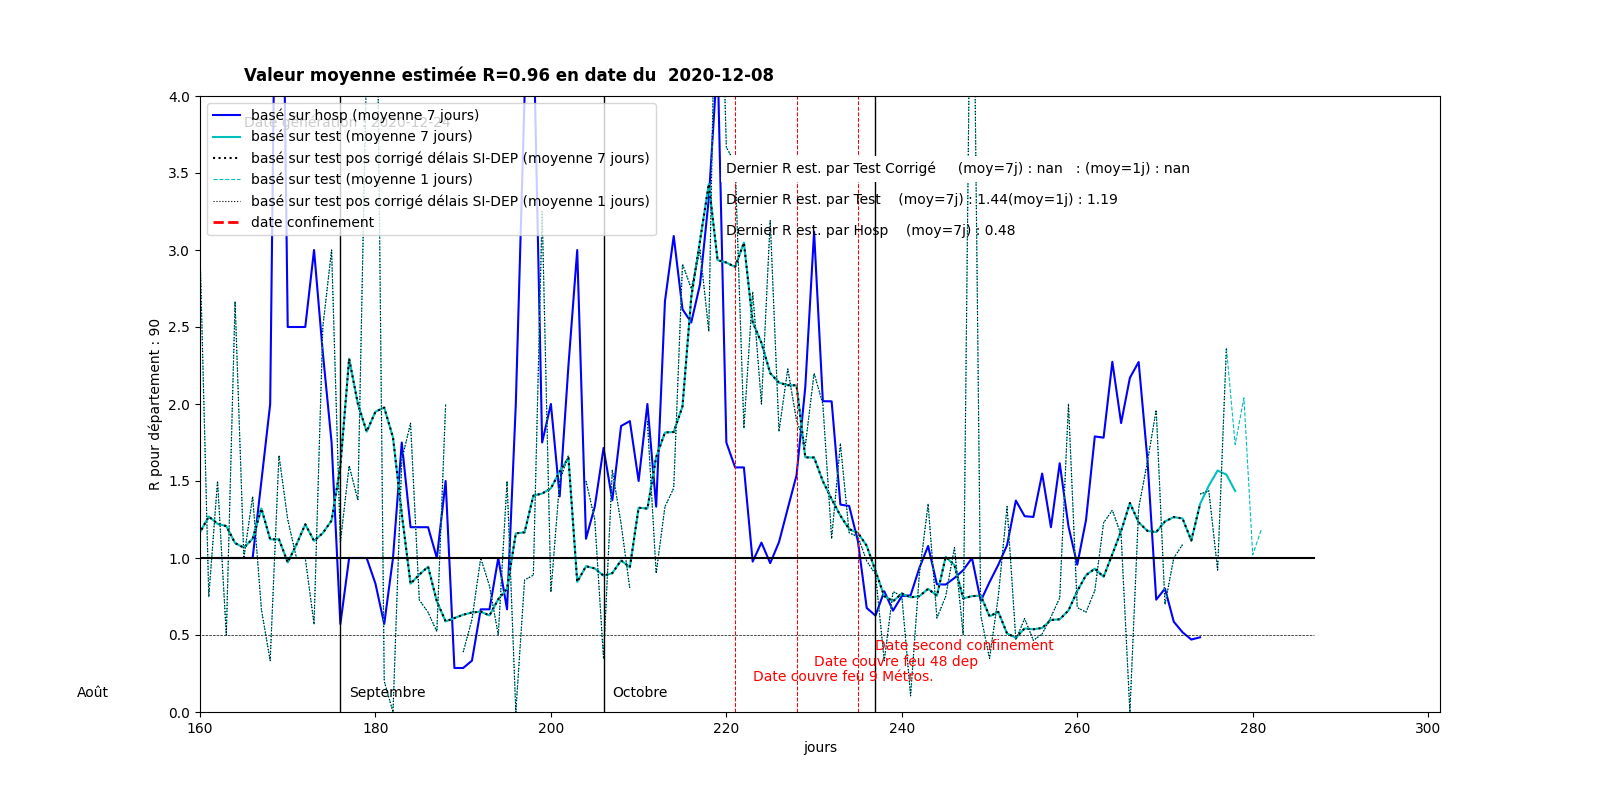 Valeur moyenne estimée R=0.96 en date du  2020-12-08
basé sur hosp (moyenne 7 jours)
basé sur test (moyenne 7 jours)
basé sur test pos corrigé délais SI-DEP (moyenne 7 jours)
basé sur test (moyenne 1 jours)
basé sur test pos corrigé délais SI-DEP (moyenne 1 jours)
date confinement
Dernier R est. par Test Corrigé     (moy=7j) : nan   : (moy=1j) : nan
Dernier R est. par Test    (moy=7j) : 1.44(moy=1j) : 1.19
Dernier R est. par Hosp    (moy=7j) : 0.48
R pour département : 90
4.0
3.5
3.0
2.5
2.0
1.5
1.0
0.5
0.0
Date second confinement
Date couvre feu 48 dep
Date couvre feu 9 Métros.
Août
Septembre
Octobre
160
180
200
220
240
260
280
300
jours